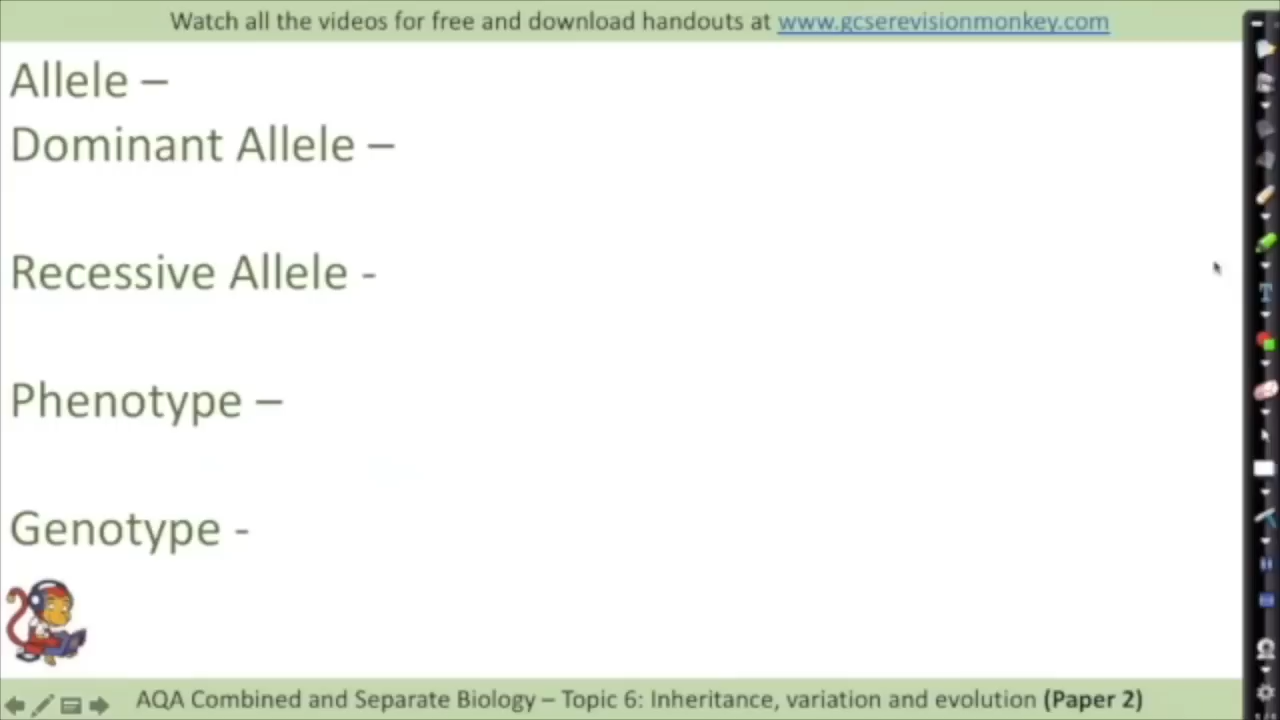 Watch all the videos for free and download handouts at www.gcserevisionmonkey.com
Allele –
Dominant Allele –
Recessive Allele -
Phenotype –
Genotype -
AQA Combined and Separate Biology – Topic 6: Inheritance, variation and evolution (Paper 2)